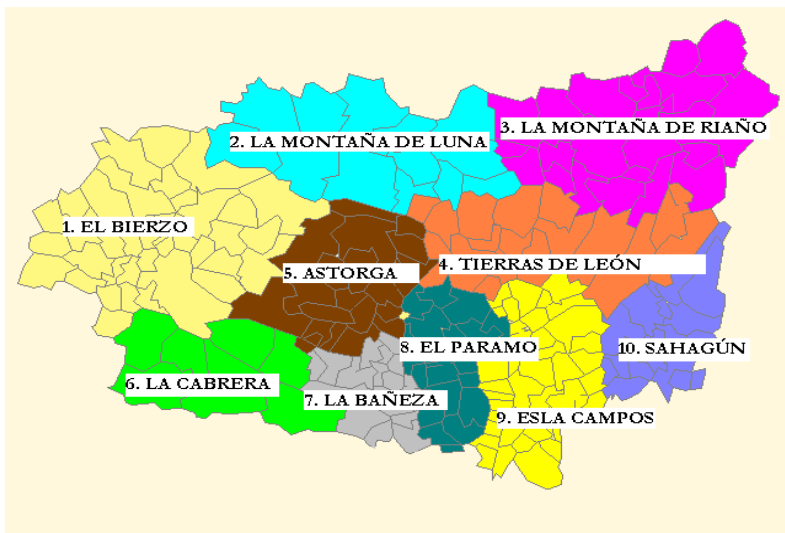 3. LA MONTAÑA DE RIAÑO
2. LA MONTAÑA DE LUNA
1. EL BIERZO
4. TIERRAS DE LEÓN
5. ASTORGA
8. EL PARAMO
10. SAHAGÚN
6. LA CABRERA
7. LA BAÑEZA
9. ESLA CAMPOS